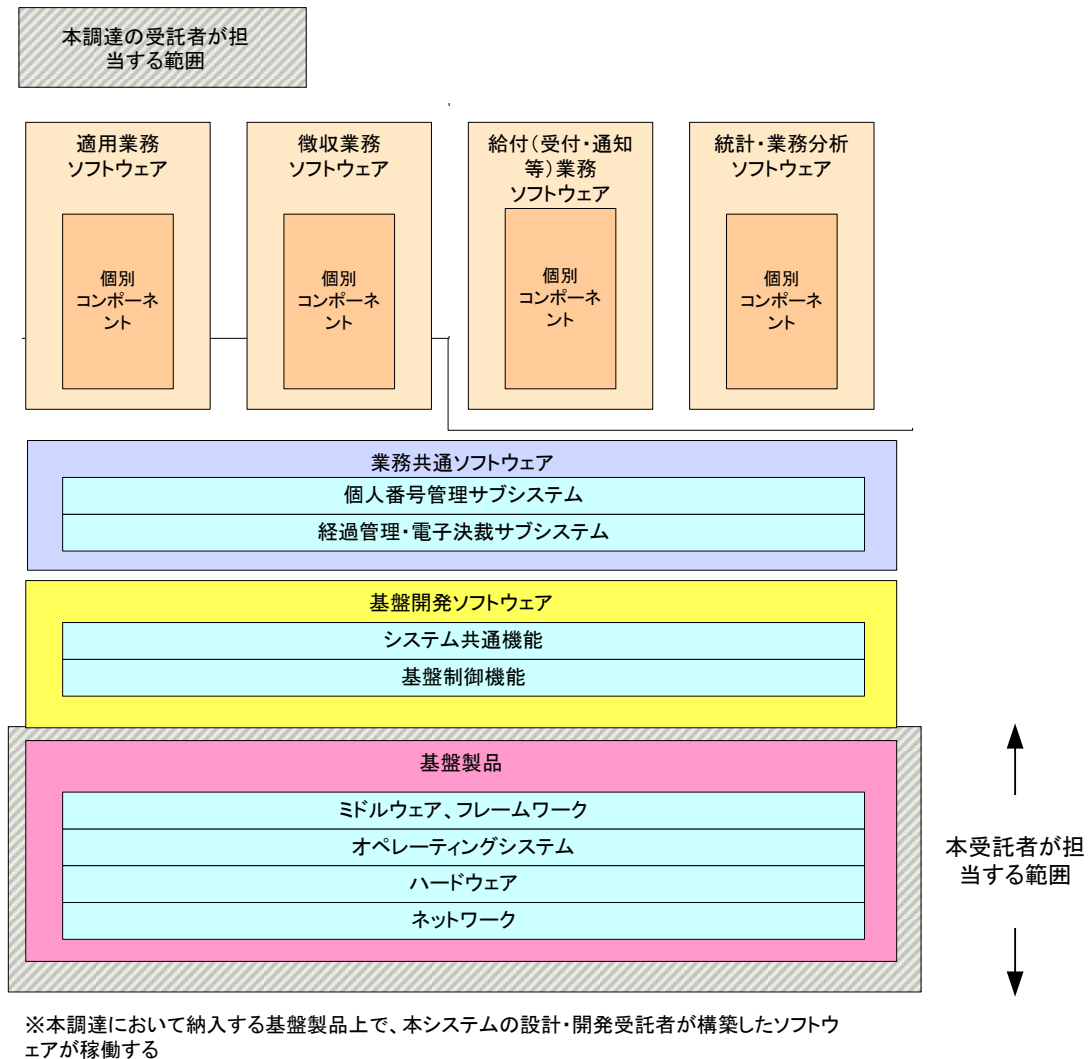 本調達の受託者が担
当する範囲
適用業務
ソフトウェア
個別
コンポーネ
ント
徴収業務
ソフトウェア
個別
コンポーネ
ント
給付(受付・通知
等)業務
ソフトウェア
個別
コンポーネ
ント
統計・業務分析
ソフトウェア
個別
コンポーネ
ント
業務共通ソフトウェア
個人番号管理サブシステム
経過管理・電子決裁サブシステム
基盤開発ソフトウェア
システム共通機能
基盤制御機能
基盤製品
ミドルウェア、フレームワーク
オペレーティングシステム
ハードウェア
ネットワーク
本受託者が担
当する範囲
※本調達において納入する基盤製品上で、本システムの設計・開発受託者が構築したソフトウ
ェアが稼働する